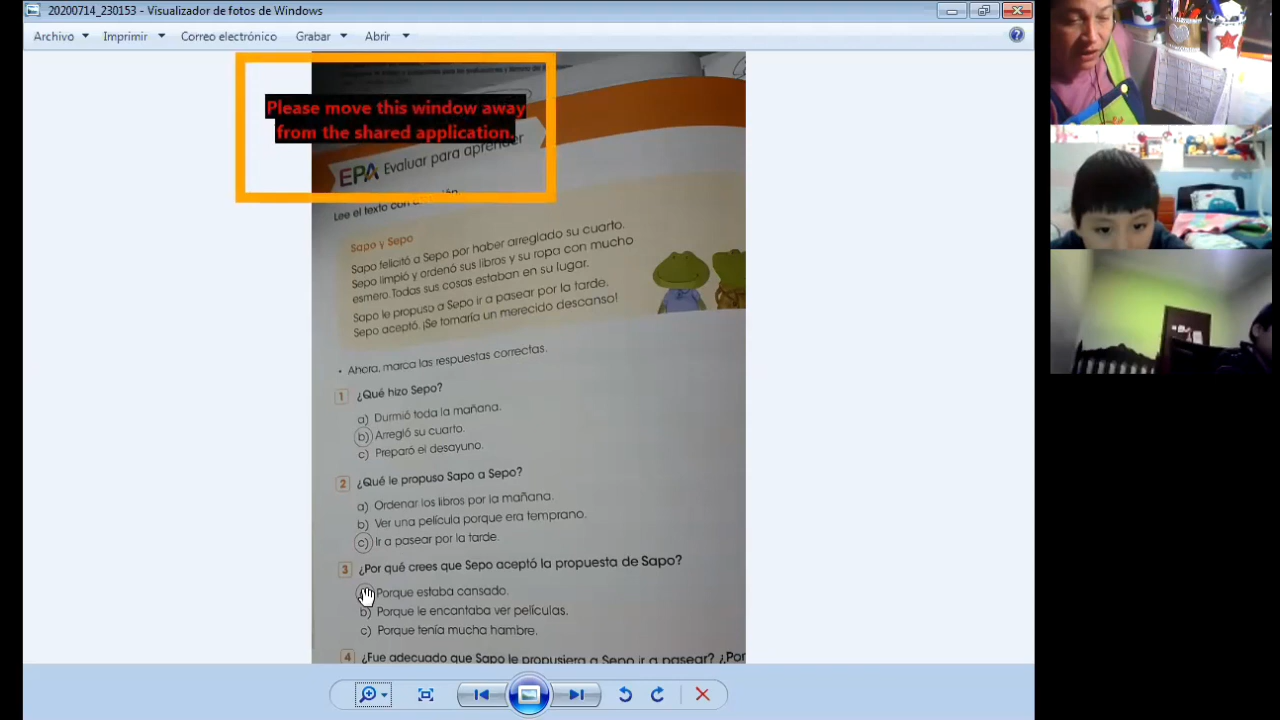 20200714_230153 - Visualizador de fotos de Windows
Archivo Imprimir Correo electrónico Grabar Abrir
Please move this window away
from the shared application.
EPA Evaluar para aprender
Lee el texto con
Sapo y Sepo
Sapo felicitó a Sepo por haber arreglado su cuarto.
Sepo limpió y ordenó sus libros y su ropa con mucho
esmero. Todas sus cosas estaban en su lugar.
Sapo le propuso a Sepo ir a pasear por la tarde.
Sepo aceptó. ¡Se tomaría un merecido descanso!
• Ahora, marca las respuestas correctas.
1 ¿Qué hizo Sepo?
a) Durmió toda la mañana.
b) Arregló su cuarto.
c) Preparó el desayuno.
2 ¿Qué le propuso Sapo a Sepo?
a) Ordenar los libros por la mañana.
b) Ver una película porque era temprano.
c) Ir a pasear por la tarde.
3 ¿Por qué crees que Sepo aceptó la propuesta de Sapo?
Porque estaba cansado.
b) Porque le encantaba ver películas.
c) Porque tenía mucha hambre.
4 ¿Fue adecuado que Sapo le propusiera a Sepo ir a pasear? ¿Por